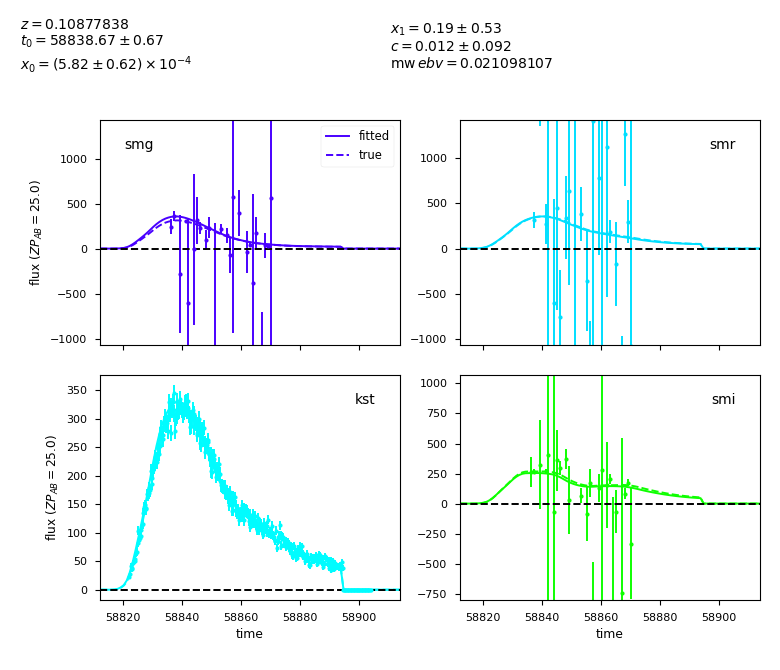 z = 0.10877838
t₀ = 58838.67 ± 0.67
x₀ = (5.82 ± 0.62) × 10⁻⁴
x₁ = 0.19 ± 0.53
c = 0.012 ± 0.092
mw ebv = 0.021098107
smg
fitted
true
1000
500
0
−500
−1000
flux (ZP_AB = 25.0)
smr
1000
500
0
−500
−1000
kst
350
300
250
200
150
100
50
0
flux (ZP_AB = 25.0)
58820 58840 58860 58880 58900
time
smi
1000
750
500
250
0
−250
−500
−750
58820 58840 58860 58880 58900
time